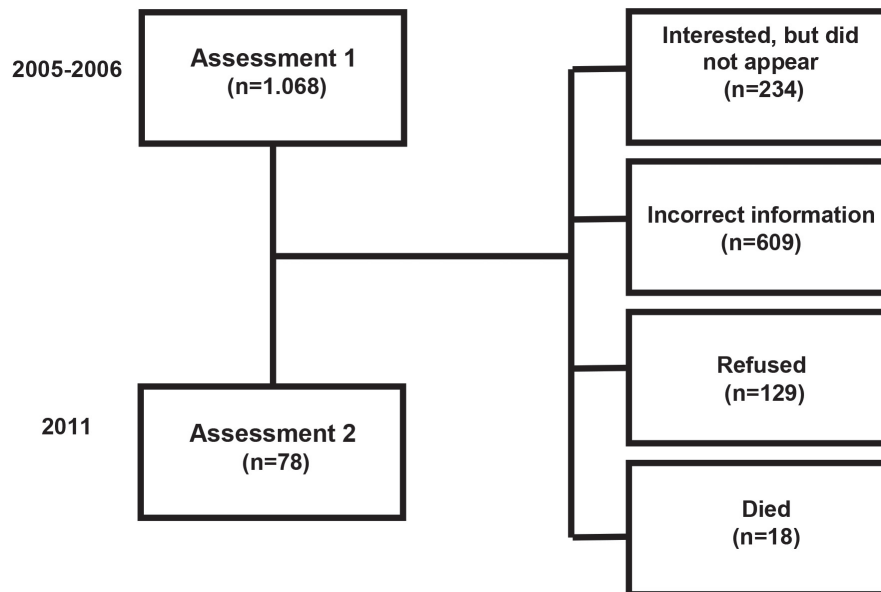 2005-2006
Assessment 1
(n=1.068)
Interested, but did
not appear
(n=234)
Incorrect information
(n=609)
Refused
(n=129)
2011
Assessment 2
(n=78)
Died
(n=18)